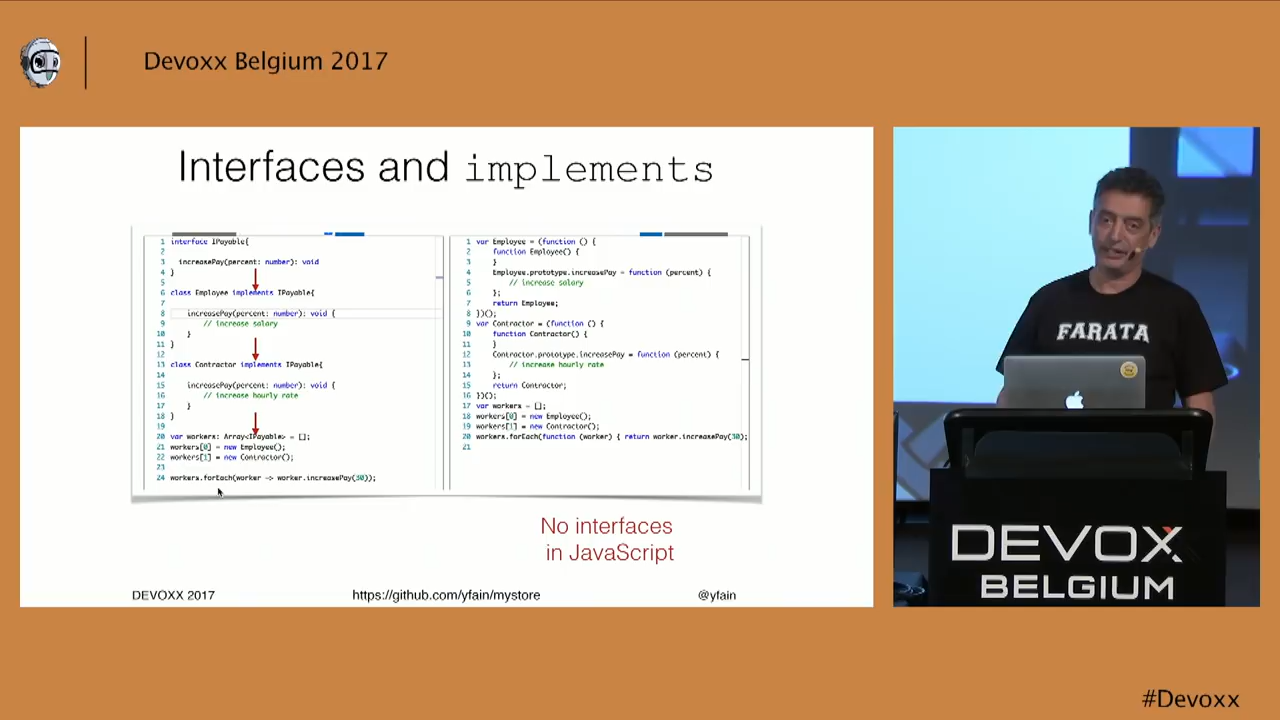 Devoxx Belgium 2017
Interfaces and implements
1 interface IPayable{
2
3 increasePay(percent: number): void
4 }
5
6 class Employee implements IPayable{
7
8 increasePay(percent: number): void {
9 // increase salary
10 }
11 }
12
13 class Contractor implements IPayable{
14
15 increasePay(percent: number): void {
16 // increase hourly rate
17 }
18 }
19
20 var workers: Array<IPayable> = [];
21 workers[0] = new Employee();
22 workers[1] = new Contractor();
23
24 workers.forEach(worker => worker.increasePay(30));
1 var Employee = (function () {
2 function Employee() {
3 }
4 Employee.prototype.increasePay = function (percent) {
5 // increase salary
6 };
7 return Employee;
8 })();
9 var Contractor = (function () {
10 function Contractor() {
11 }
12 Contractor.prototype.increasePay = function (percent) {
13 // increase hourly rate
14 };
15 return Contractor;
16 })();
17 var workers = [];
18 workers[0] = new Employee();
19 workers[1] = new Contractor();
20 workers.forEach(function (worker) { return worker.increasePay(30);
21
No interfaces
in JavaScript
DEVOXX 2017
https://github.com/yfain/mystore
@yfain
FARATA
DEVOXX
BELGIUM
#Devoxx